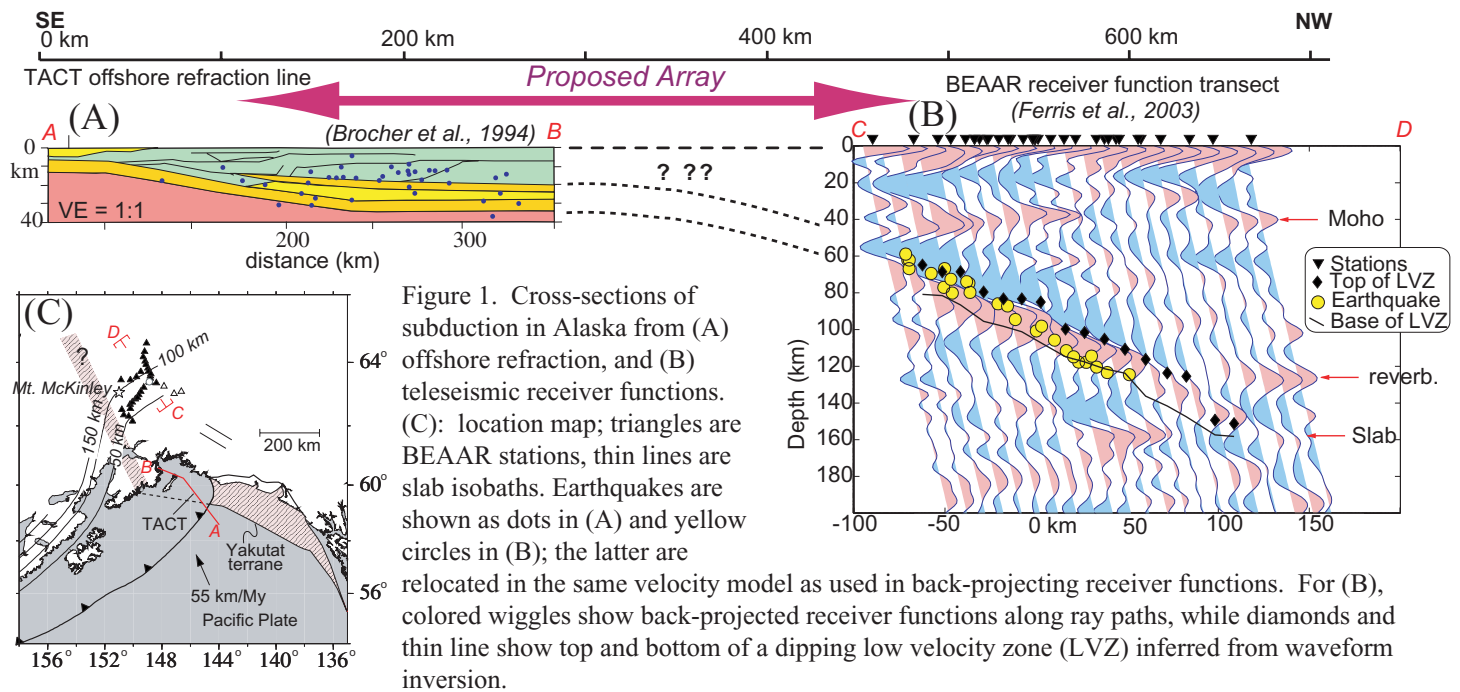 SE
NW
0 km
200 km
400 km
600 km
TACT offshore refraction line
Proposed Array
BEAAR receiver function transect
(Ferris et al., 2003)
(A)
A
(Brocher et al., 1994)
B
0
km
40
VE = 1:1
200
300
distance (km)
? ??
(B)
C
D
0
20
40
60
80
100
120
140
160
180
Depth (km)
-100
-50
0 km
50
100
150
Moho
Stations
Top of LVZ
Earthquake
Base of LVZ
reverb.
Slab
(C)
D
?
100 km
64°
Mt. McKinley
C
150 km
50 km
200 km
B
60°
TACT
A
Yakutat
terrane
55 km/My
56°
Pacific Plate
156°
152°
148°
144°
140°
136°
Figure 1. Cross-sections of
subduction in Alaska from (A)
offshore refraction, and (B)
teleseismic receiver functions.
(C): location map; triangles are
BEAAR stations, thin lines are
slab isobaths. Earthquakes are
shown as dots in (A) and yellow
circles in (B); the latter are
relocated in the same velocity model as used in back-projecting receiver functions. For (B),
colored wiggles show back-projected receiver functions along ray paths, while diamonds and
thin line show top and bottom of a dipping low velocity zone (LVZ) inferred from waveform
inversion.